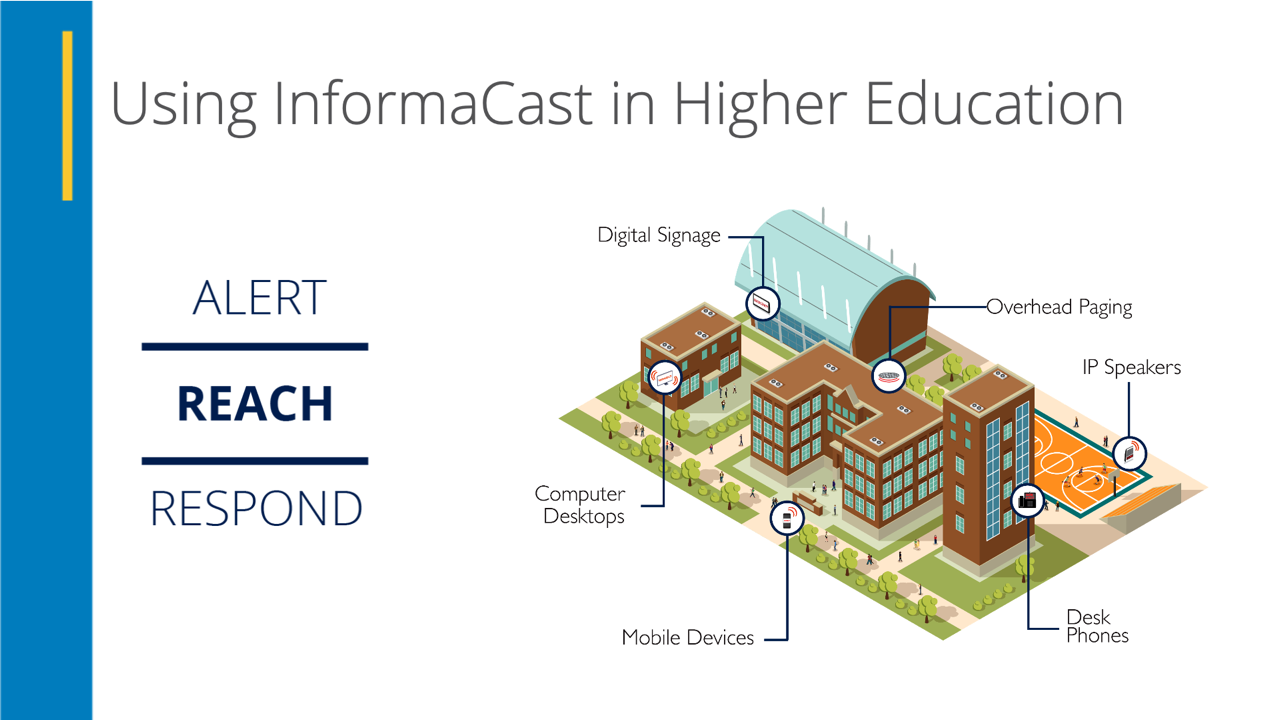 Using InformaCast in Higher Education
ALERT
REACH
RESPOND
Digital Signage
Overhead Paging
IP Speakers
Computer
Desktops
Mobile Devices
Desk
Phones